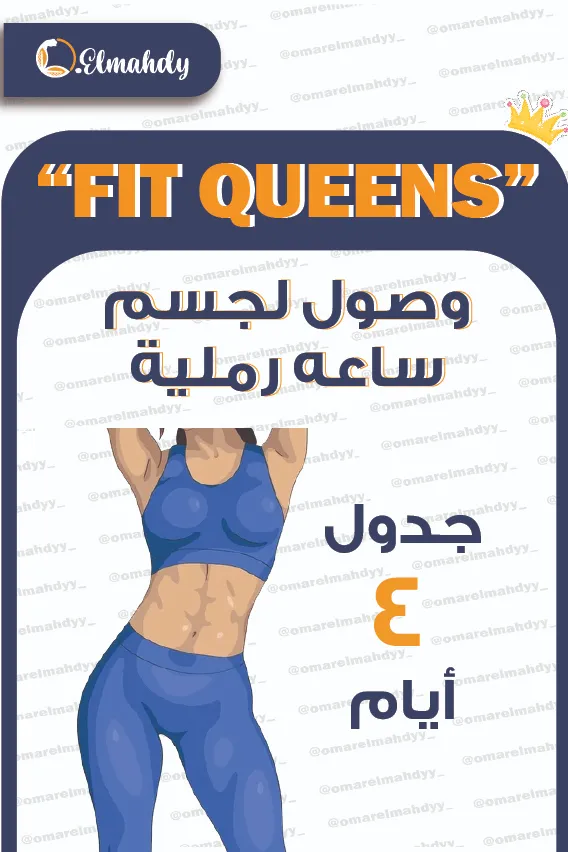 O.Elmahdy
“FIT QUEENS”
وصول لجسم
ساعه رملية
جدول
٤
أيام
@omarelmahdyy_